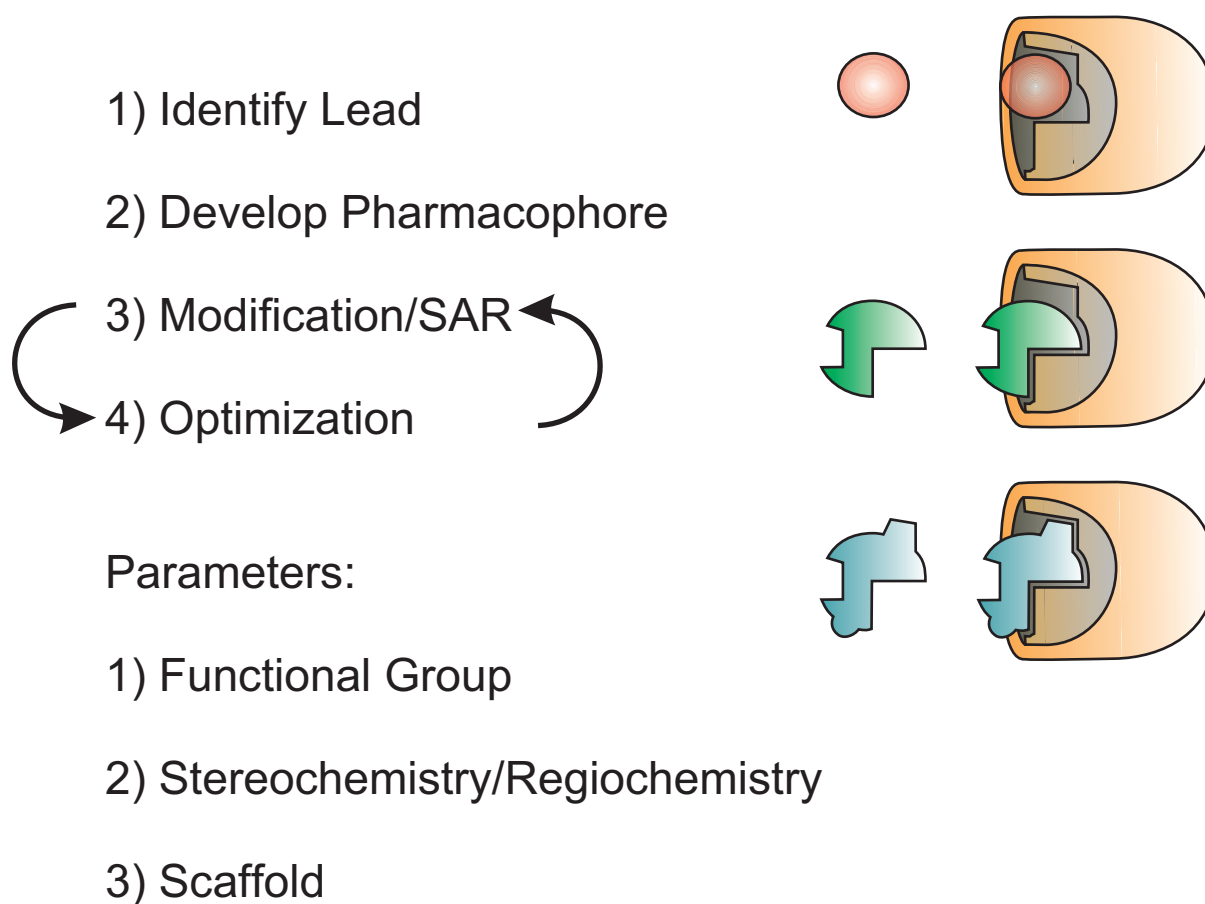 1) Identify Lead
2) Develop Pharmacophore
3) Modification/SAR
4) Optimization
Parameters:
1) Functional Group
2) Stereochemistry/Regiochemistry
3) Scaffold